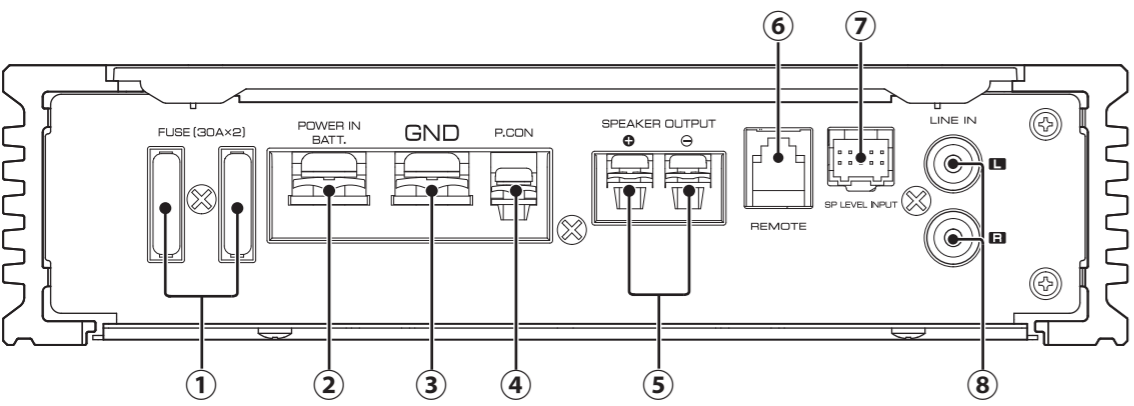 ⑥ ⑦
FUSE (30A×2)
POWER IN
BATT.
GND
P.CON
SPEAKER OUTPUT
+ −
REMOTE
SP LEVEL INPUT
LINE IN
L
R
① ② ③ ④ ⑤ ⑧